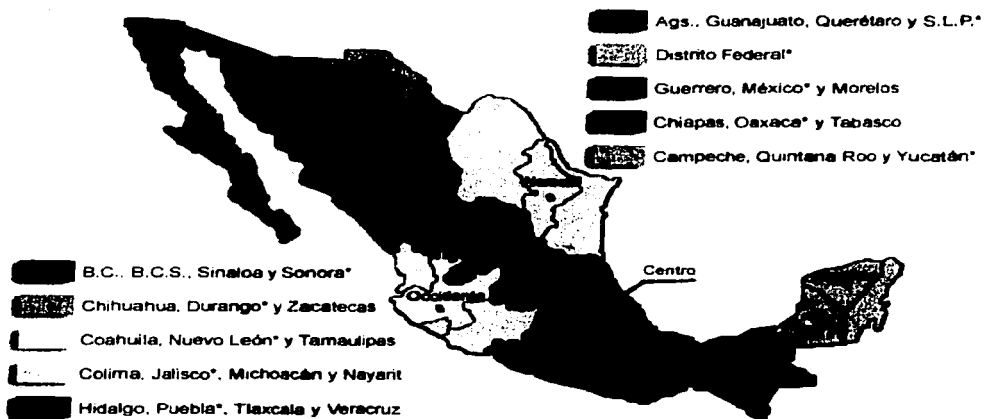 Ags., Guanajuato, Querétaro y S.L.P.*
Distrito Federal*
Guerrero, México* y Morelos
Chiapas, Oaxaca* y Tabasco
Campeche, Quintana Roo y Yucatán*
Centro
Occidente
B.C., B.C.S., Sinaloa y Sonora*
Chihuahua, Durango* y Zacatecas
Coahuila, Nuevo León* y Tamaulipas
Colima, Jalisco*, Michoacán y Nayarit
Hidalgo, Puebla*, Tlaxcala y Veracruz